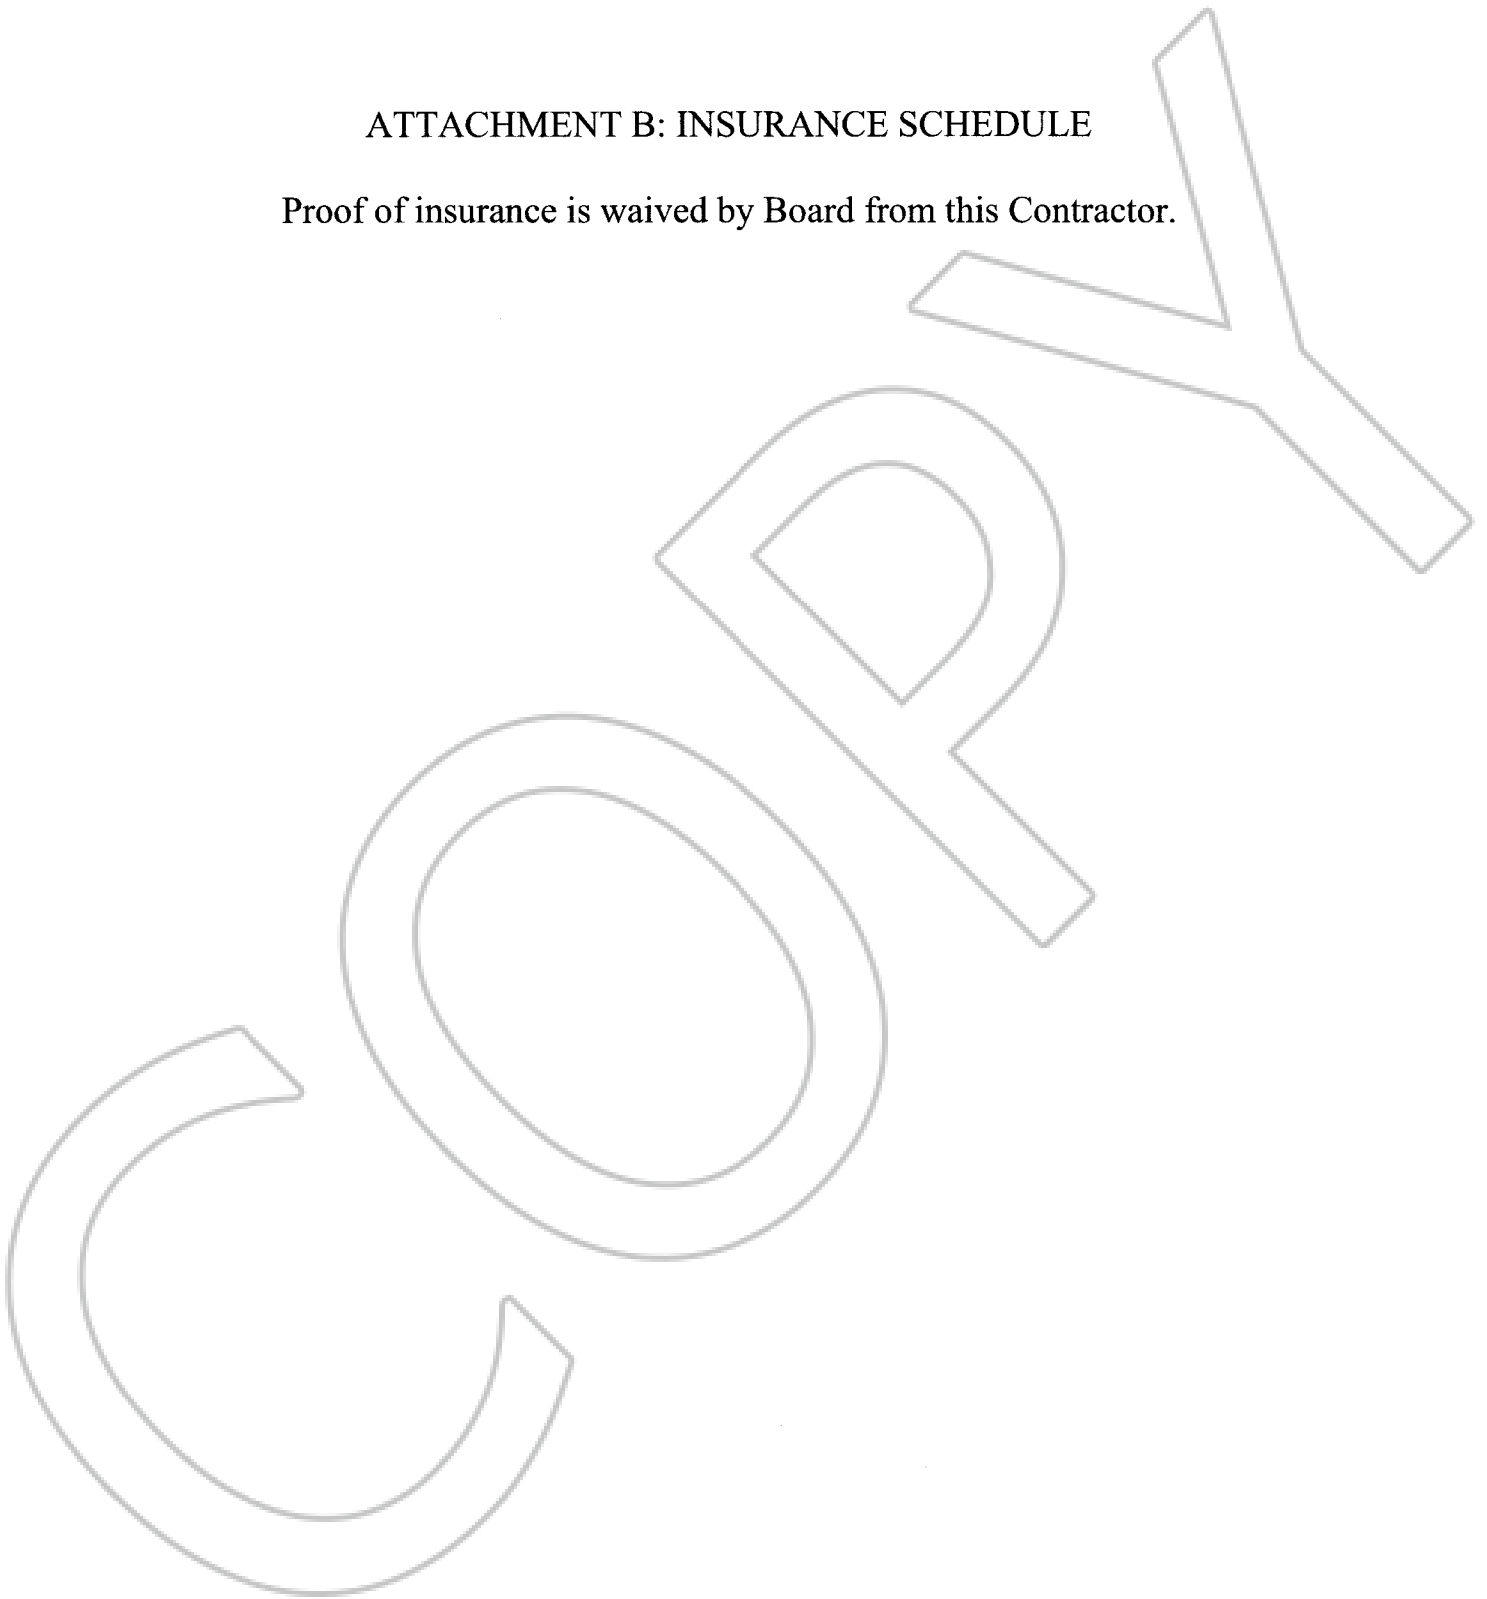 ATTACHMENT B: INSURANCE SCHEDULE
Proof of insurance is waived by Board from this Contractor.
COPY